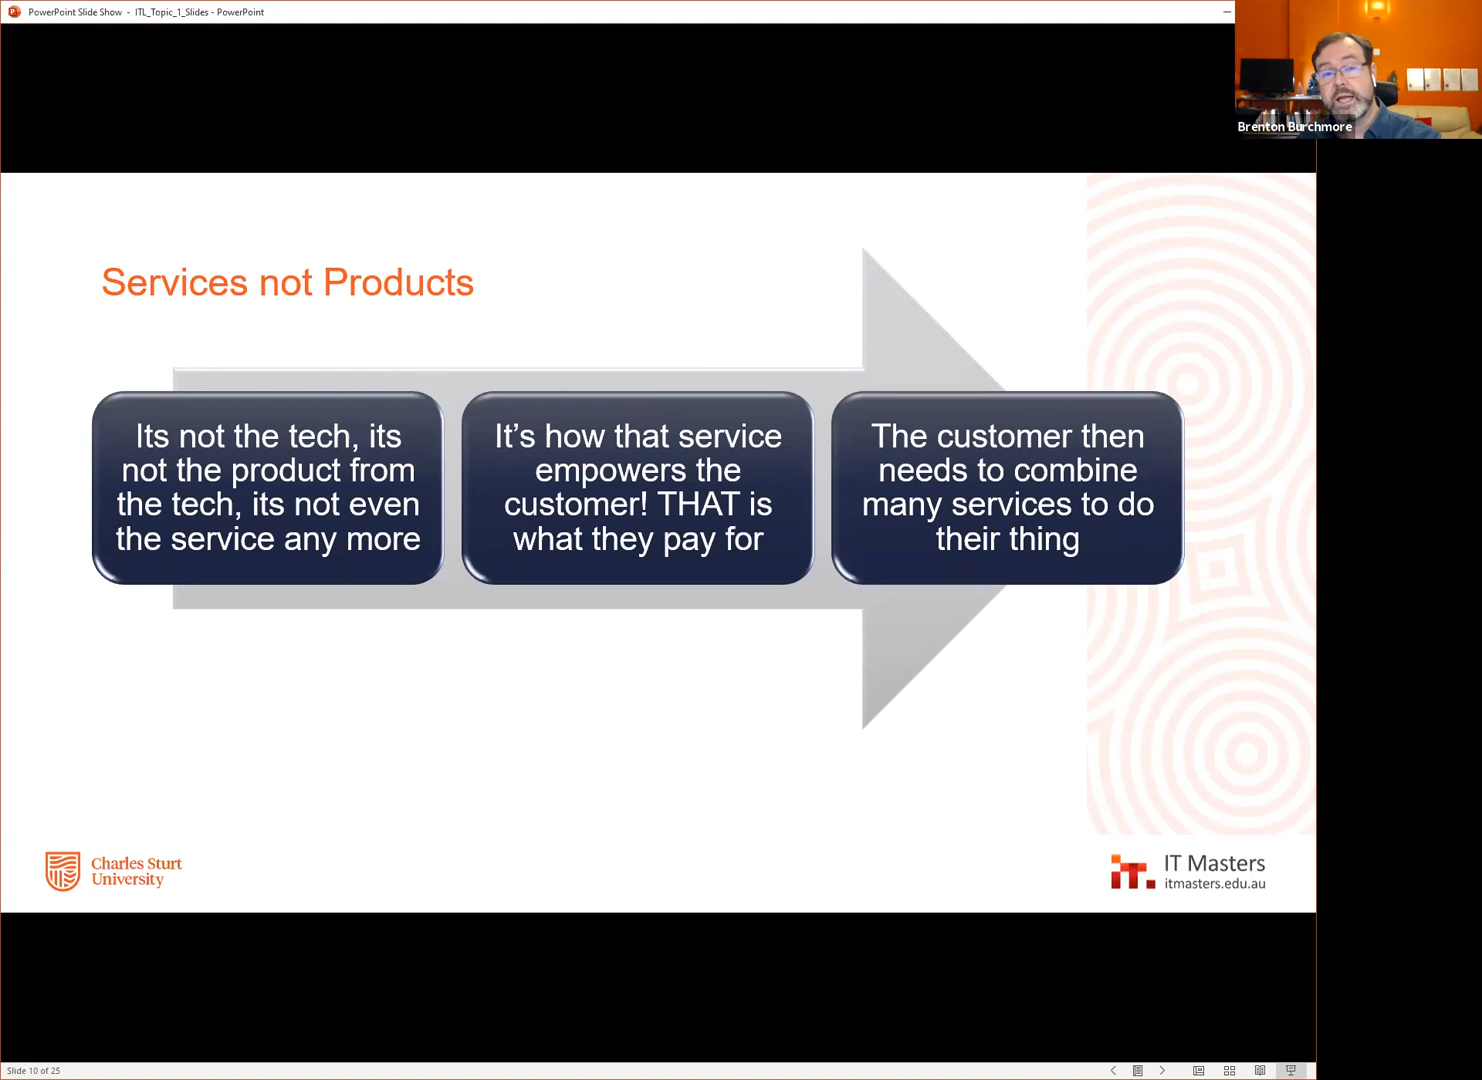 PowerPoint Slide Show - ITL_Topic_1_Slides - PowerPoint
Brenton Burchmore
Services not Products
Its not the tech, its
not the product from
the tech, its not even
the service any more
It’s how that service
empowers the
customer! THAT is
what they pay for
The customer then
needs to combine
many services to do
their thing
Charles Sturt
University
it.
IT Masters
itmasters.edu.au
Slide 10 of 25